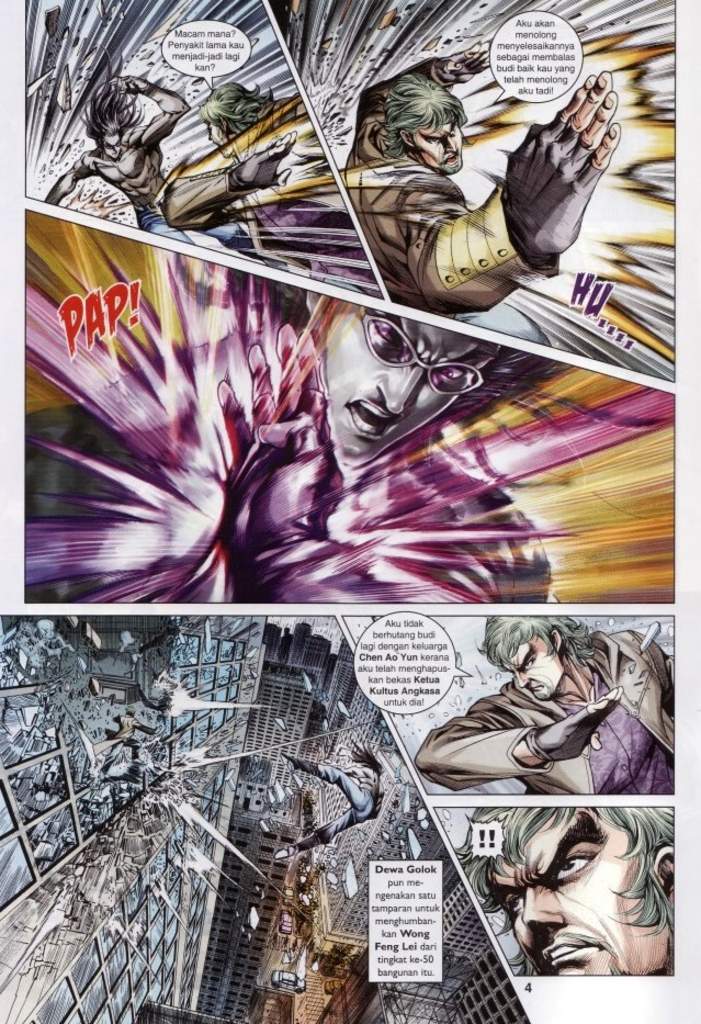 Macam mana?
Penyakit lama kau
menjadi-jadi lagi
kan?
Aku akan
menolong
menyelesaikannya
sebagai membalas
budi baik kau yang
telah menolong
aku tadi!
HU
....
PAP!
Aku tidak
berhutang budi
lagi dengan keluarga
Chen Ao Yun kerana
aku telah menghapus-
kan bekas Ketua
Kultus Angkasa
untukmu!
!!
Dewa Golok
pun me-
ngenakan satu
tamparan untuk
menghumban-
kan Wong
Feng Lei dari
tingkat ke-50
bangunan itu.
4